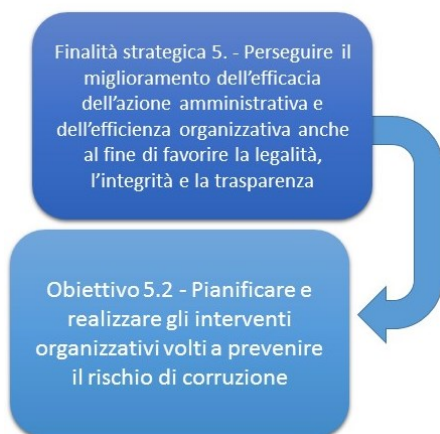 Finalità strategica 5. - Perseguire il
miglioramento dell'efficacia
dell'azione amministrativa e
dell'efficienza organizzativa anche
al fine di favorire la legalità,
l'integrità e la trasparenza
Obiettivo 5.2 - Pianificare e
realizzare gli interventi
organizzativi volti a prevenire
il rischio di corruzione